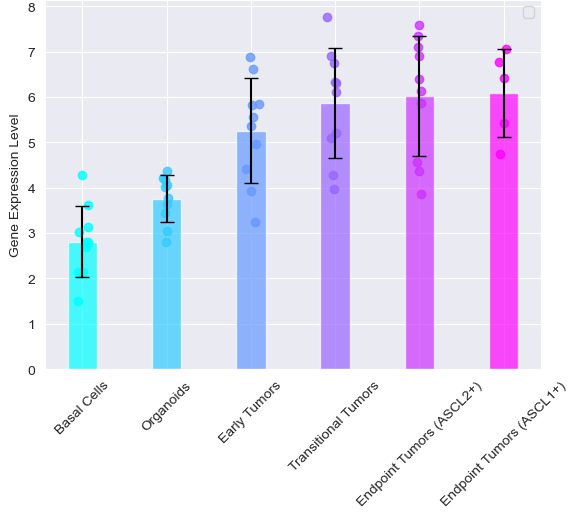 Gene Expression Level
8
7
6
5
4
3
2
1
0
Basal Cells
Organoids
Early Tumors
Transitional Tumors
Endpoint Tumors (ASCL2+)
Endpoint Tumors (ASCL1+)